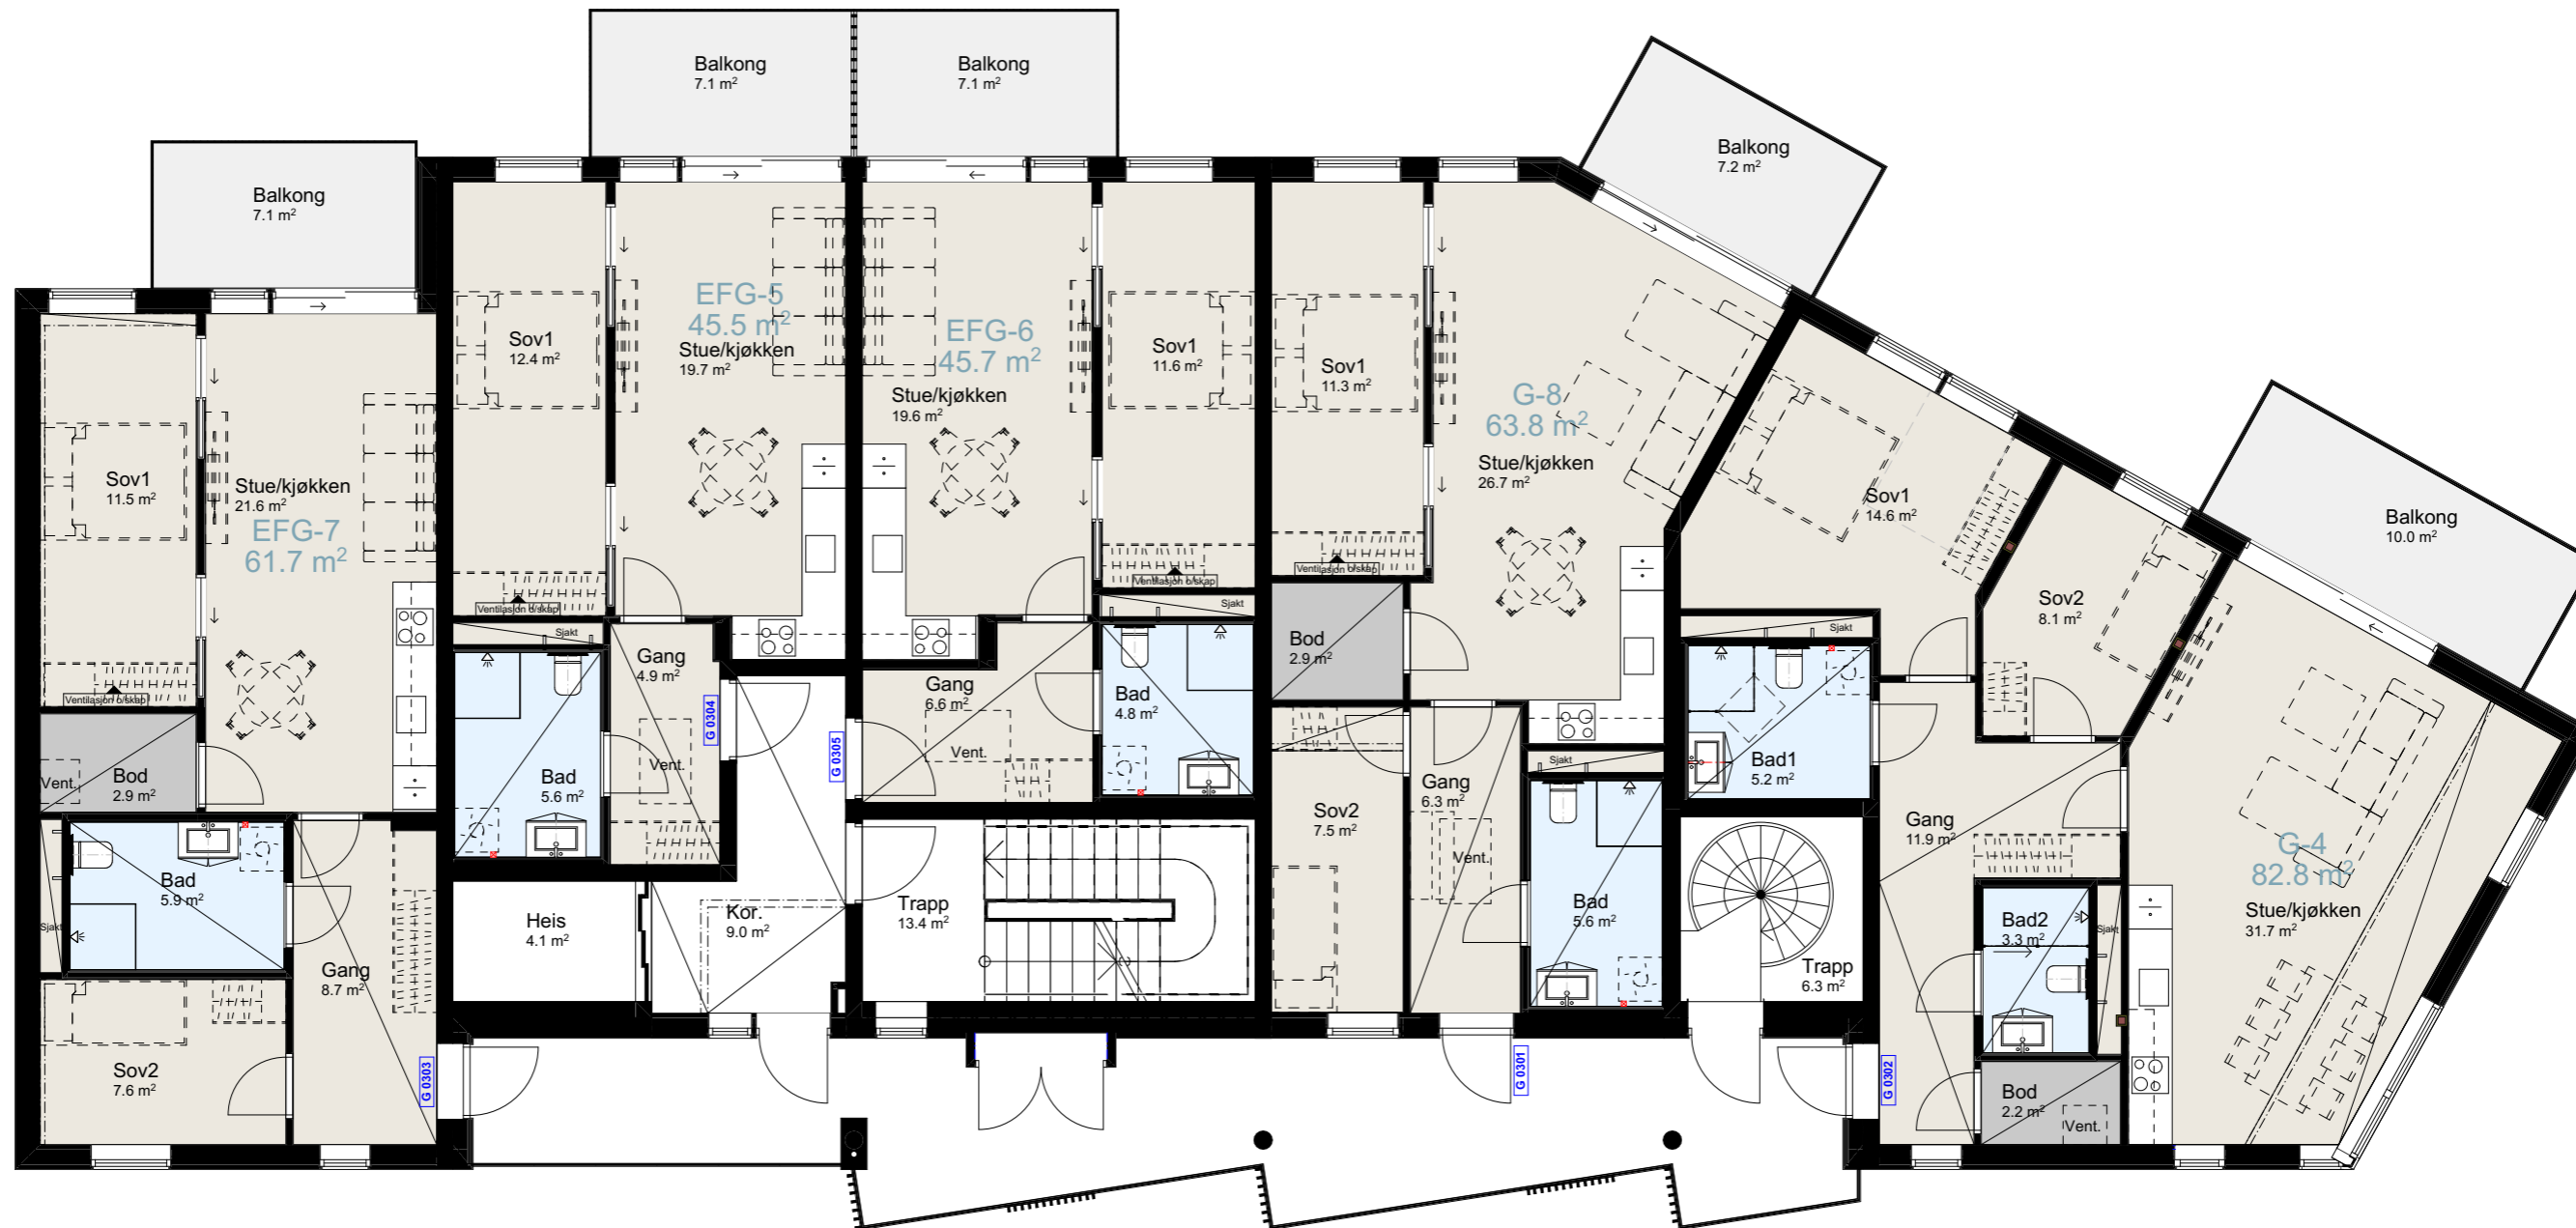 Balkong
7.1 m²
Balkong
7.1 m²
Balkong
7.1 m²
Balkong
7.2 m²
Balkong
10.0 m²
Sov1
11.5 m²
Stue/kjøkken
21.6 m²
EFG-7
61.7 m²
Ventilasjon o/skap
Vent.
Bod
2.9 m²
Sjakt
Bad
5.9 m²
Gang
8.7 m²
Sov2
7.6 m²
G 0303
Sov1
12.4 m²
EFG-5
45.5 m²
Stue/kjøkken
19.7 m²
Ventilasjon o/skap
Sjakt
Gang
4.9 m²
Bad
5.6 m²
Vent.
G 0304
Heis
4.1 m²
Kor.
9.0 m²
G 0305
EFG-6
45.7 m²
Stue/kjøkken
19.6 m²
Sov1
11.6 m²
Ventilasjon o/skap
Sjakt
Gang
6.6 m²
Vent.
Bad
4.8 m²
Trapp
13.4 m²
Sov1
11.3 m²
G-8
63.8 m²
Stue/kjøkken
26.7 m²
Ventilasjon o/skap
Bod
2.9 m²
Sov2
7.5 m²
Gang
6.3 m²
Vent.
Sjakt
Bad
5.6 m²
G 0301
Sov1
14.6 m²
Sov2
8.1 m²
Sjakt
Bad1
5.2 m²
Gang
11.9 m²
Trapp
6.3 m²
Bad2
3.3 m²
Sjakt
Bod
2.2 m²
Vent.
G 0302
G-4
82.8 m²
Stue/kjøkken
31.7 m²